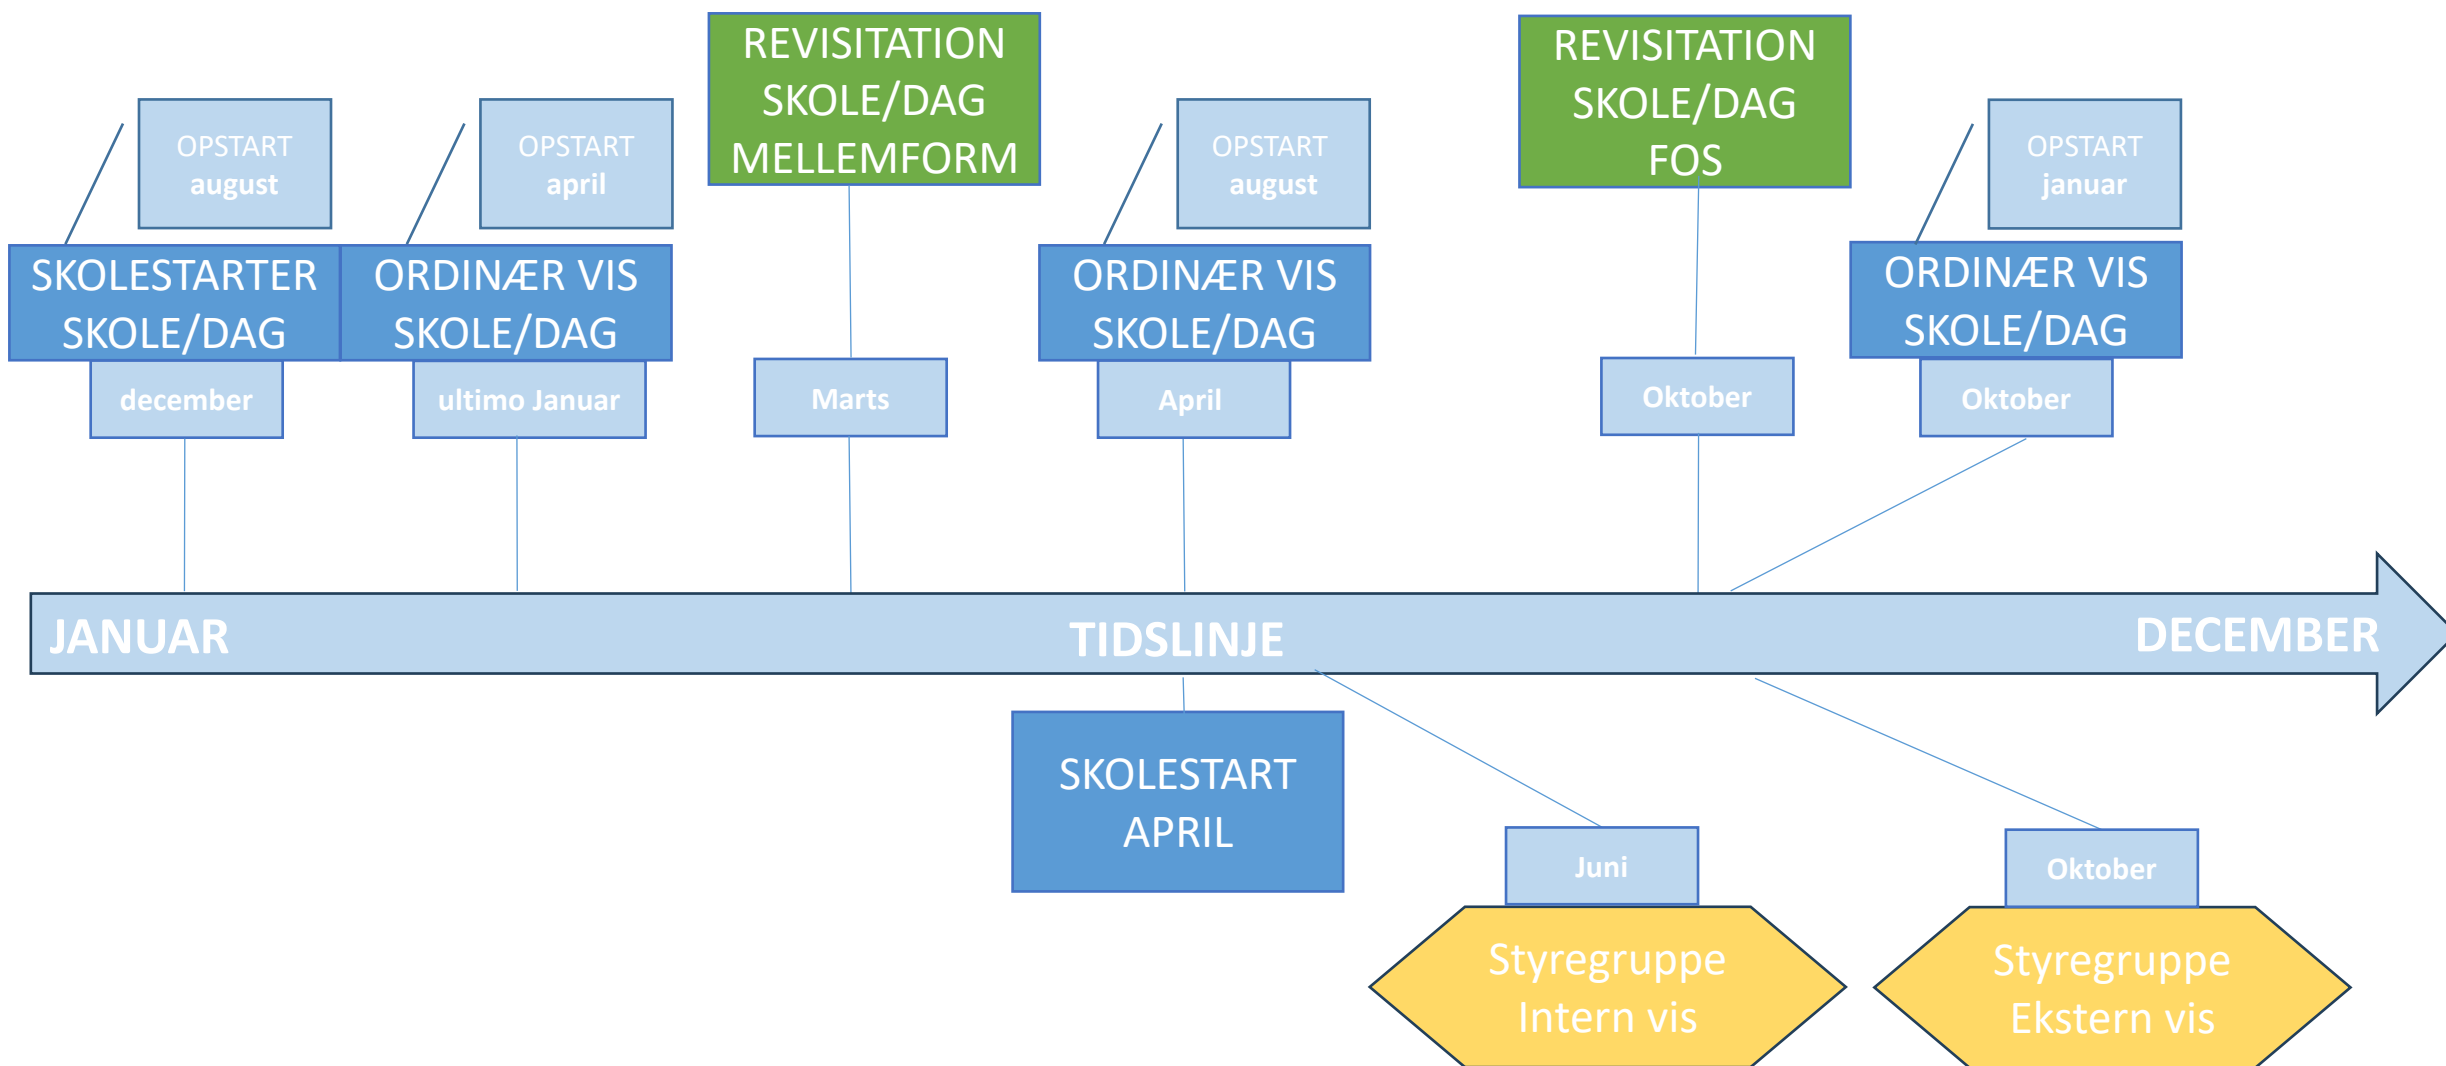 REVISITATION
SKOLE/DAG
MELLEMFORM
REVISITATION
SKOLE/DAG
FOS
OPSTART
august
OPSTART
april
OPSTART
august
OPSTART
januar
SKOLESTARTER
SKOLE/DAG
ORDINÆR VIS
SKOLE/DAG
ORDINÆR VIS
SKOLE/DAG
ORDINÆR VIS
SKOLE/DAG
december
ultimo Januar
Marts
April
Oktober
Oktober
JANUAR
TIDSLINJE
DECEMBER
SKOLESTART
APRIL
Juni
Oktober
Styregruppe
Intern vis
Styregruppe
Ekstern vis